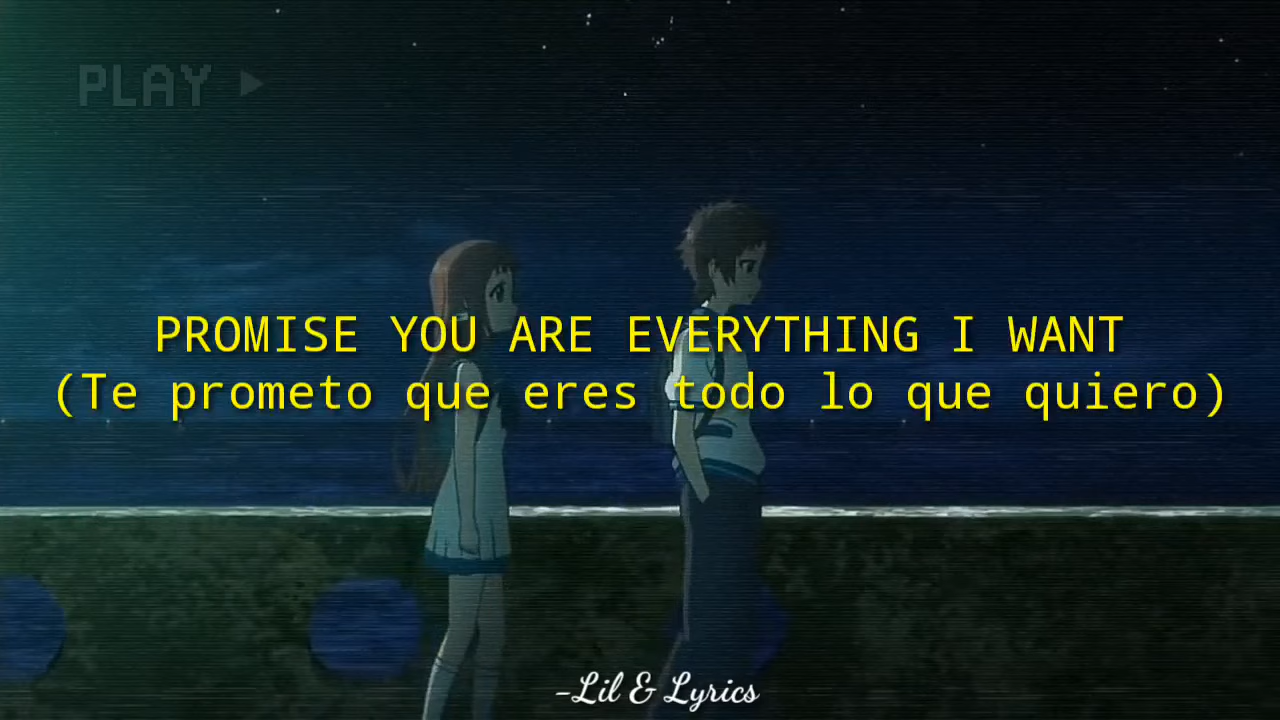 PLAY
PROMISE YOU ARE EVERYTHING I WANT
(Te prometo que eres todo lo que quiero)
-Lil & Lyrics